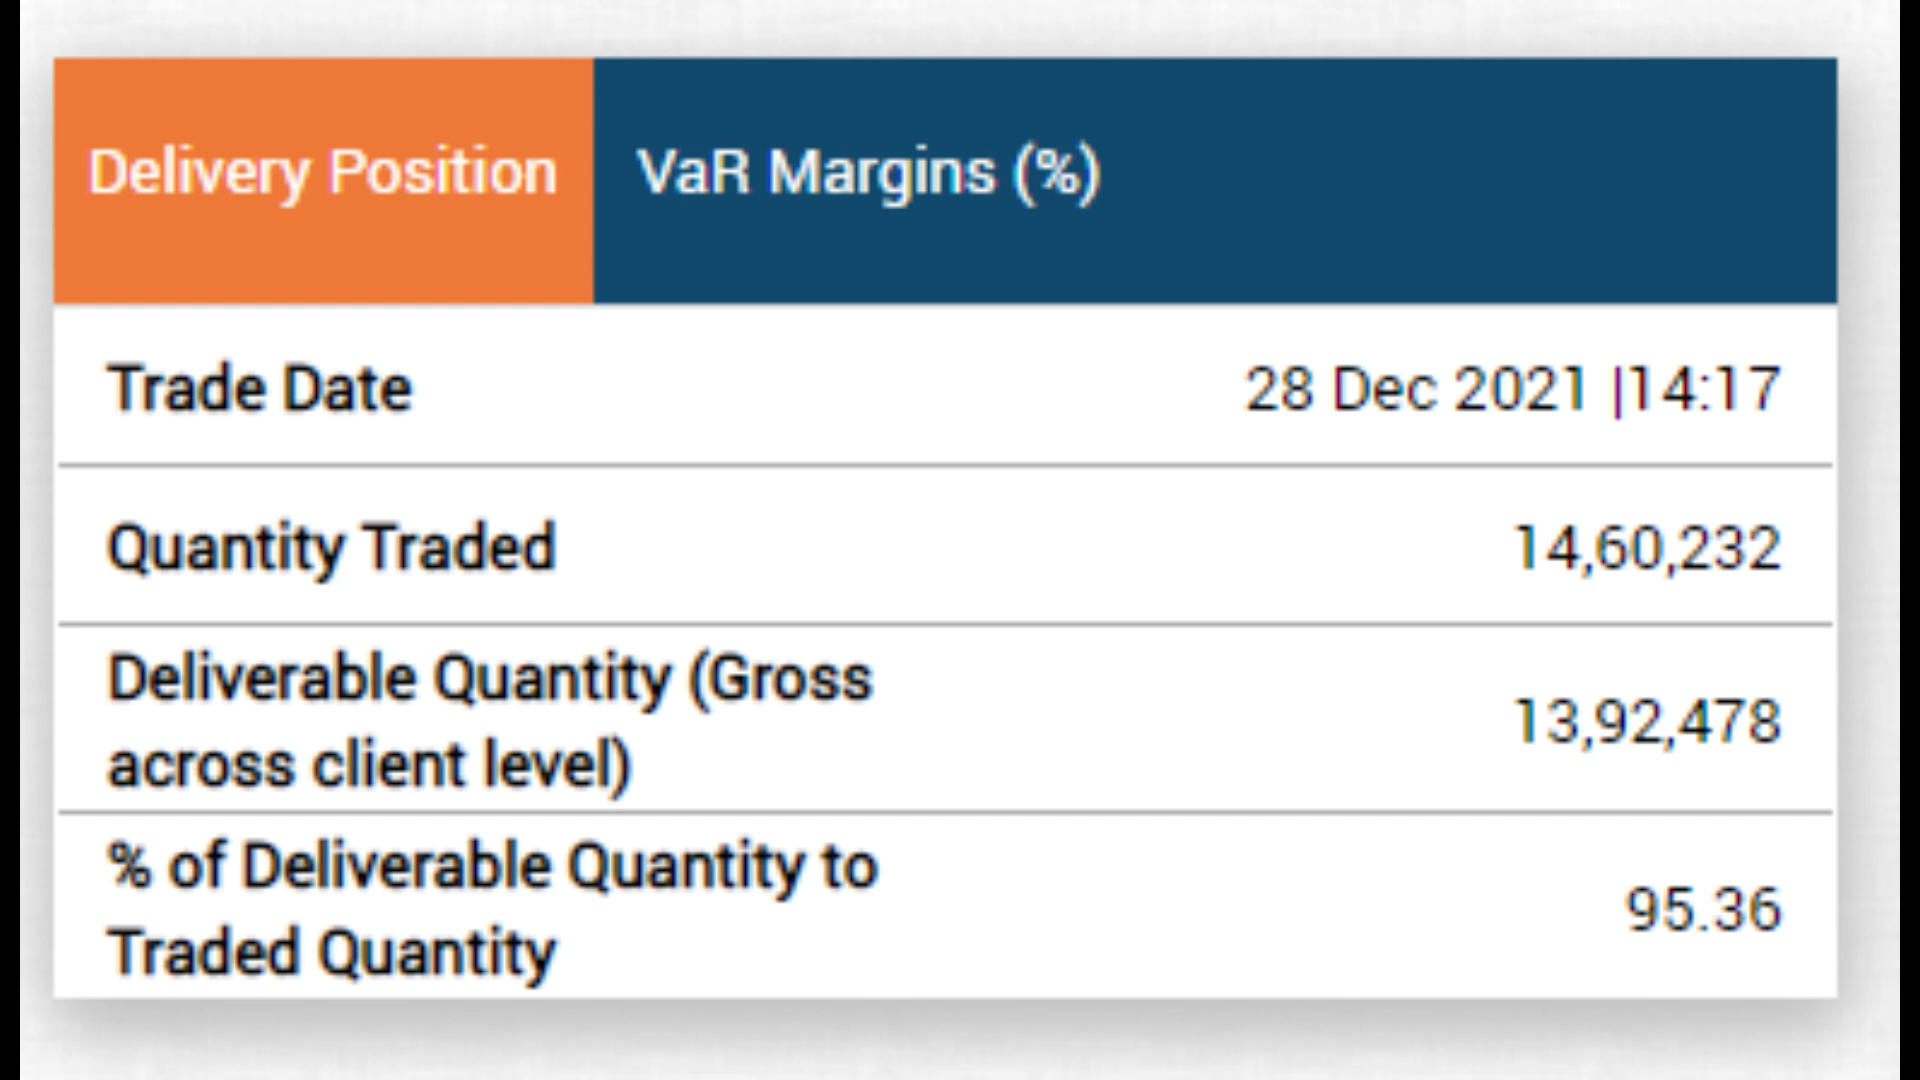 Delivery Position VaR Margins (%)
Trade Date 28 Dec 2021 |14:17
Quantity Traded 14,60,232
Deliverable Quantity (Gross
across client level) 13,92,478
% of Deliverable Quantity to
Traded Quantity 95.36